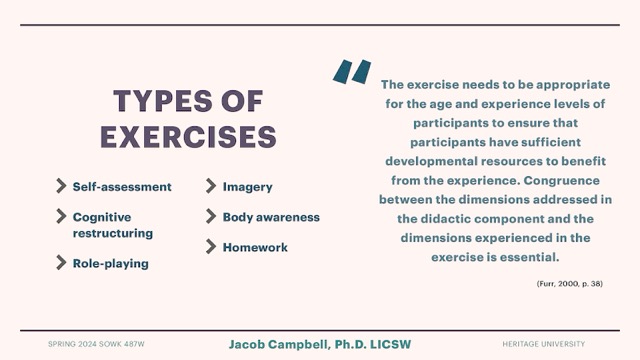 TYPES OF
EXERCISES
Self-assessment
Cognitive
restructuring
Role-playing
Imagery
Body awareness
Homework
“
The exercise needs to be appropriate
for the age and experience levels of
participants to ensure that
participants have sufficient
developmental resources to benefit
from the experience. Congruence
between the dimensions addressed in
the didactic component and the
dimensions experienced in the
exercise is essential.
(Furr, 2000, p. 38)
SPRING 2024 SOWK 487W
Jacob Campbell, Ph.D. LICSW
HERITAGE UNIVERSITY